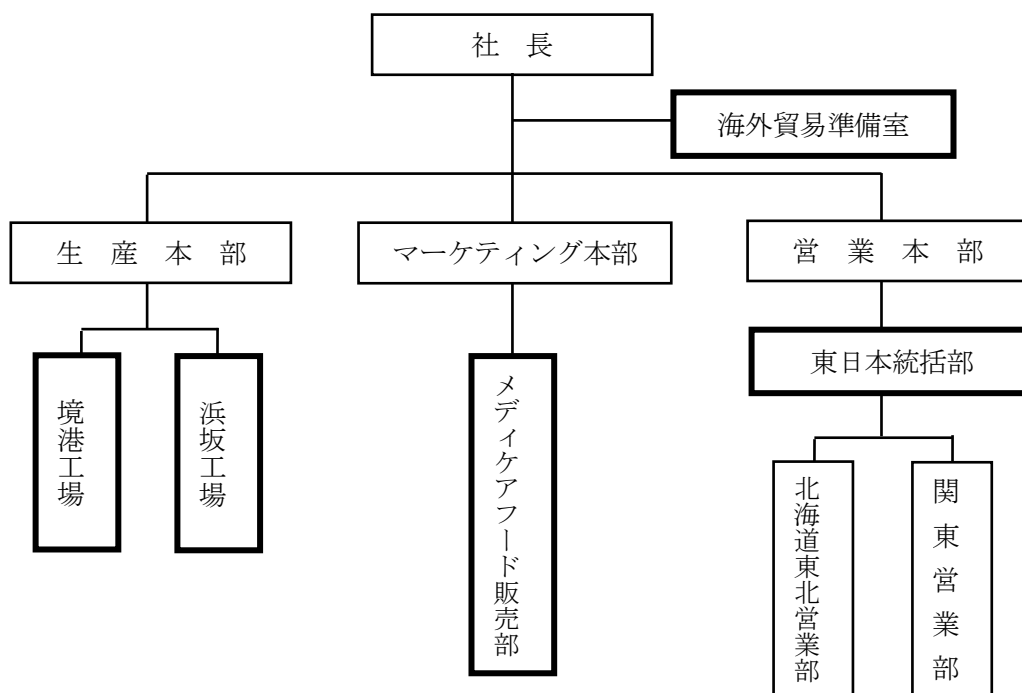 社　長
海外貿易準備室
生　産　本　部
マーケティング本部
営　業　本　部
東日本統括部
境港工場
浜坂工場
メディケアフード販売部
北海道東北営業部
関東営業部